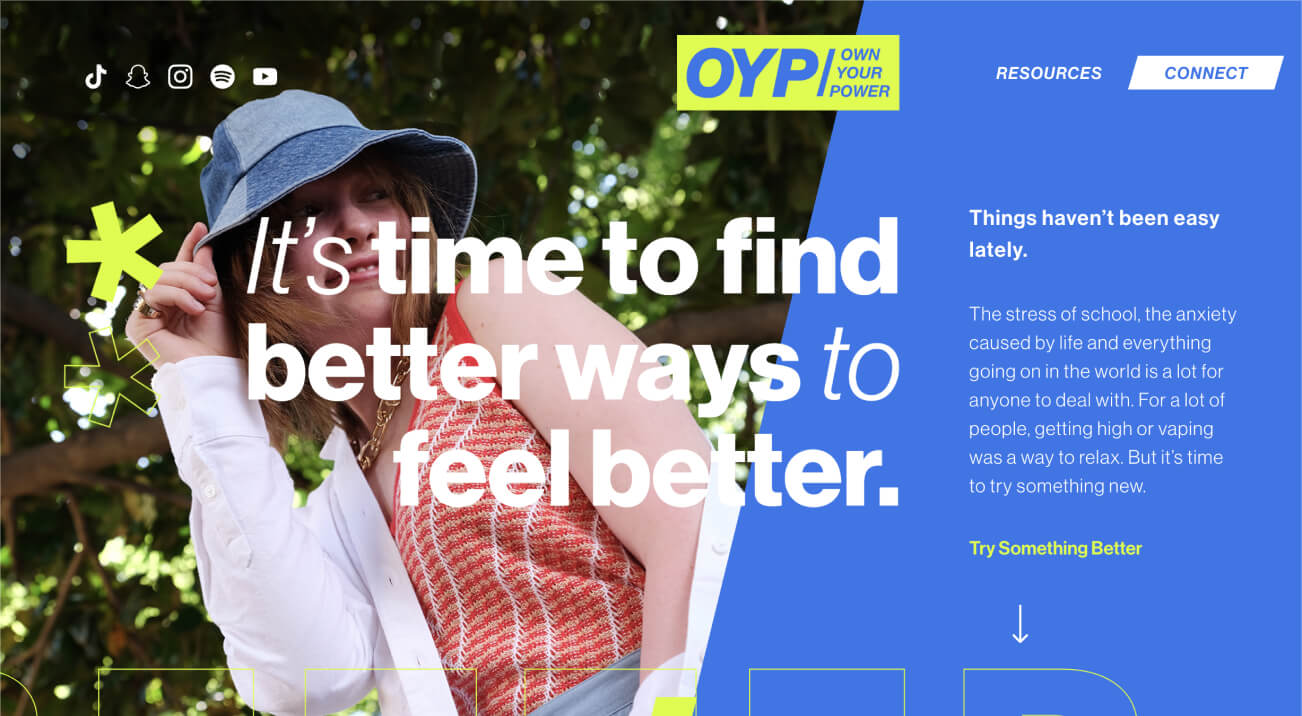 OYP/
OWN
YOUR
POWER
RESOURCES
CONNECT
It's time to find
better ways to
feel better.
Things haven't been easy
lately.
The stress of school, the anxiety
caused by life and everything
going on in the world is a lot for
anyone to deal with. For a lot of
people, getting high or vaping
was a way to relax. But it's time
to try something new.
Try Something Better